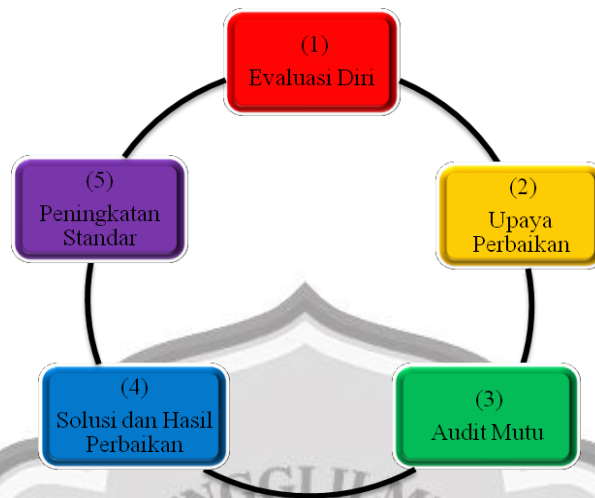 (1)
Evaluasi Diri
(2)
Upaya
Perbaikan
(3)
Audit Mutu
(4)
Solusi dan Hasil
Perbaikan
(5)
Peningkatan
Standar